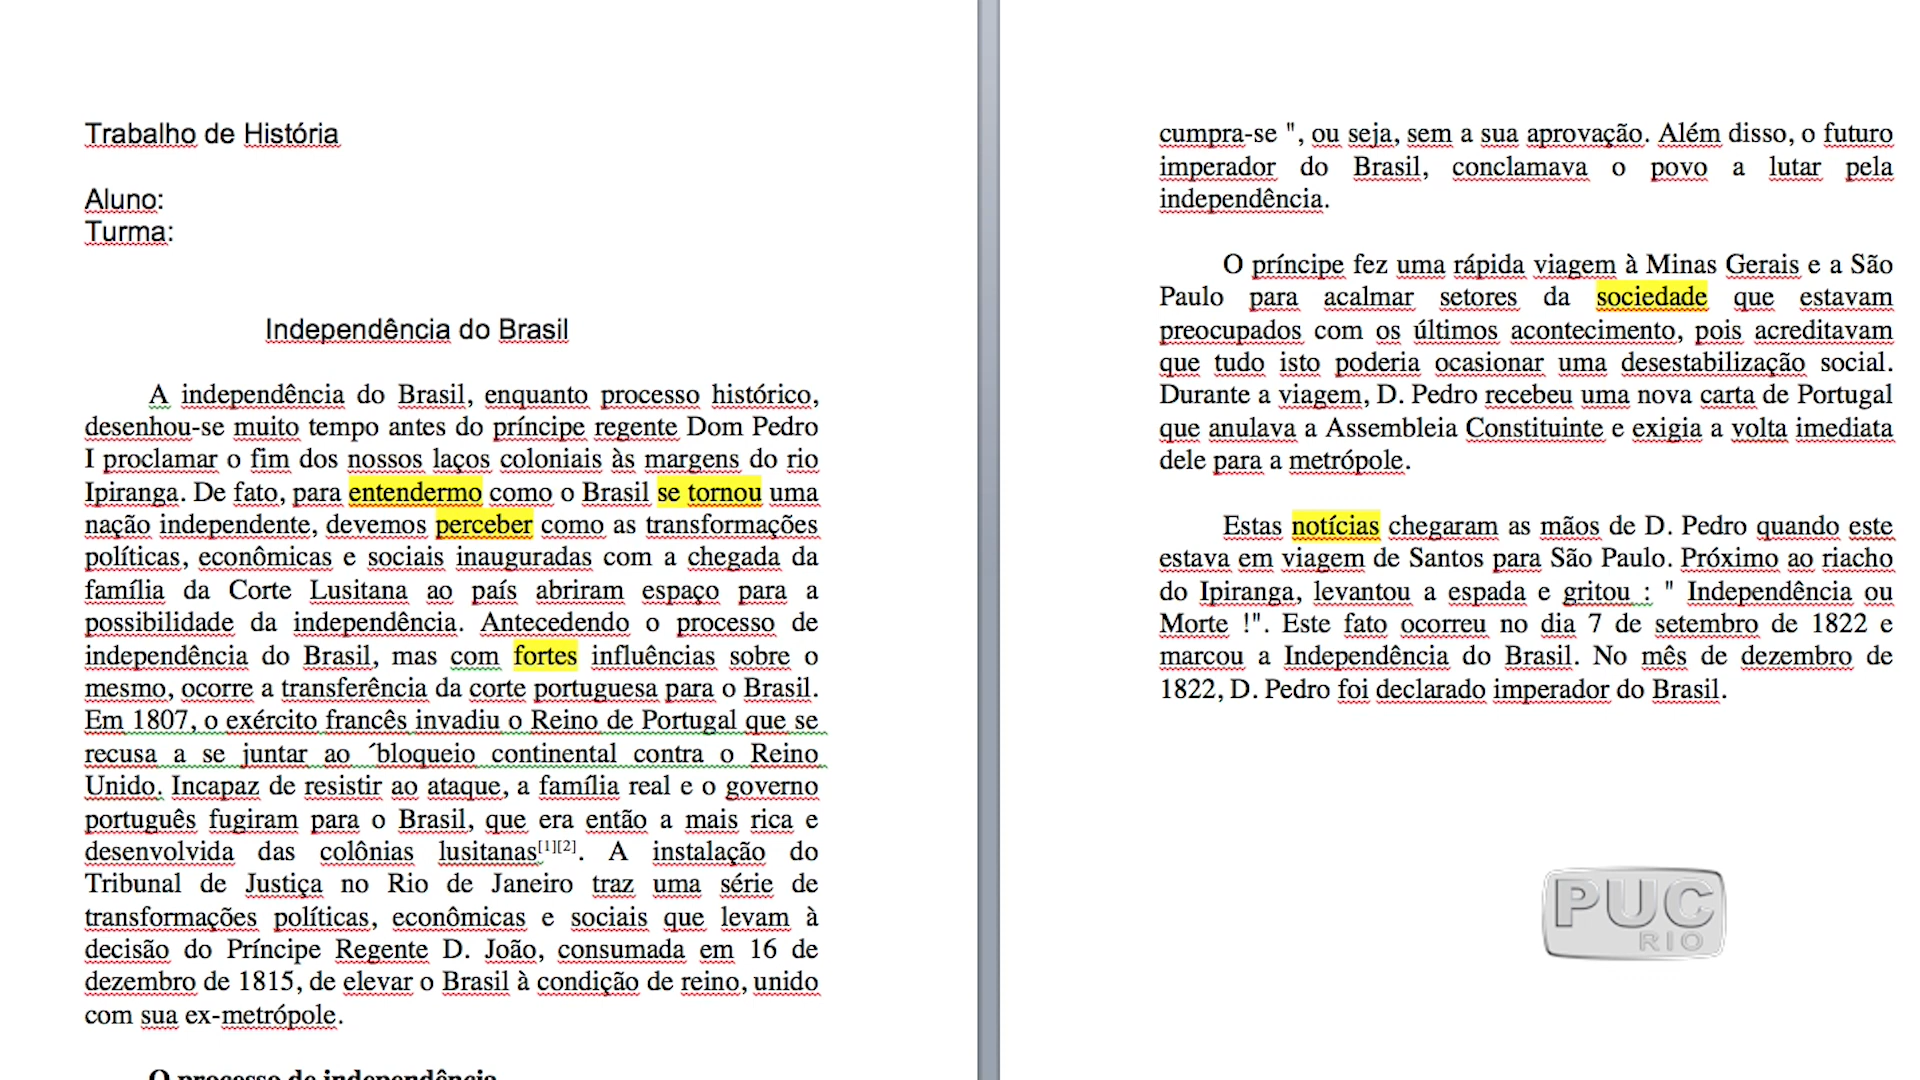 Trabalho de História
Aluno:
Turma:
Independência do Brasil
A independência do Brasil, enquanto processo histórico,
desenhou-se muito tempo antes do príncipe regente Dom Pedro
I proclamar o fim dos nossos laços coloniais às margens do rio
Ipiranga. De fato, para entendermo como o Brasil se tornou uma
nação independente, devemos perceber como as transformações
políticas, econômicas e sociais inauguradas com a chegada da
família da Corte Lusitana ao país abriram espaço para a
possibilidade da independência. Antecedendo o processo de
independência do Brasil, mas com fortes influências sobre o
mesmo, ocorre a transferência da corte portuguesa para o Brasil.
Em 1807, o exército francês invadiu o Reino de Portugal que se
recusa a se juntar ao ´bloqueio continental contra o Reino
Unido. Incapaz de resistir ao ataque, a família real e o governo
português fugiram para o Brasil, que era então a mais rica e
desenvolvida das colônias lusitanas[1][2]. A instalação do
Tribunal de Justiça no Rio de Janeiro traz uma série de
transformações políticas, econômicas e sociais que levam à
decisão do Príncipe Regente D. João, consumada em 16 de
dezembro de 1815, de elevar o Brasil à condição de reino, unido
com sua ex-metrópole.
O processo de independência
cumpra-se ", ou seja, sem a sua aprovação. Além disso, o futuro
imperador do Brasil, conclamava o povo a lutar pela
independência.
O príncipe fez uma rápida viagem à Minas Gerais e a São
Paulo para acalmar setores da sociedade que estavam
preocupados com os últimos acontecimento, pois acreditavam
que tudo isto poderia ocasionar uma desestabilização social.
Durante a viagem, D. Pedro recebeu uma nova carta de Portugal
que anulava a Assembleia Constituinte e exigia a volta imediata
dele para a metrópole.
Estas notícias chegaram as mãos de D. Pedro quando este
estava em viagem de Santos para São Paulo. Próximo ao riacho
do Ipiranga, levantou a espada e gritou : " Independência ou
Morte !". Este fato ocorreu no dia 7 de setembro de 1822 e
marcou a Independência do Brasil. No mês de dezembro de
1822, D. Pedro foi declarado imperador do Brasil.
PUC
RIO